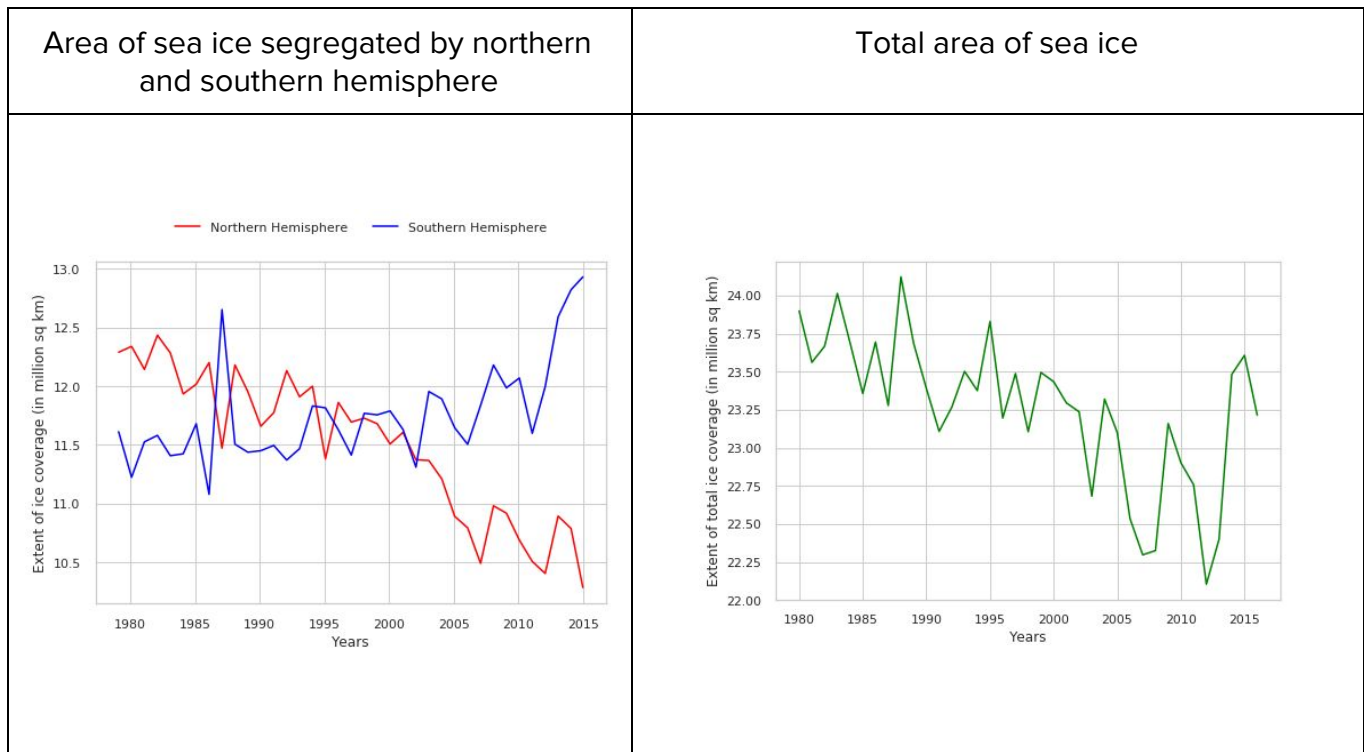 Area of sea ice segregated by northern
and southern hemisphere
Total area of sea ice
Northern Hemisphere
Southern Hemisphere
Extent of ice coverage (in million sq km)
13.0
12.5
12.0
11.5
11.0
10.5
1980 1985 1990 1995 2000 2005 2010 2015
Years
Extent of total ice coverage (in million sq km)
24.00
23.75
23.50
23.25
23.00
22.75
22.50
22.25
22.00
1980 1985 1990 1995 2000 2005 2010 2015
Years